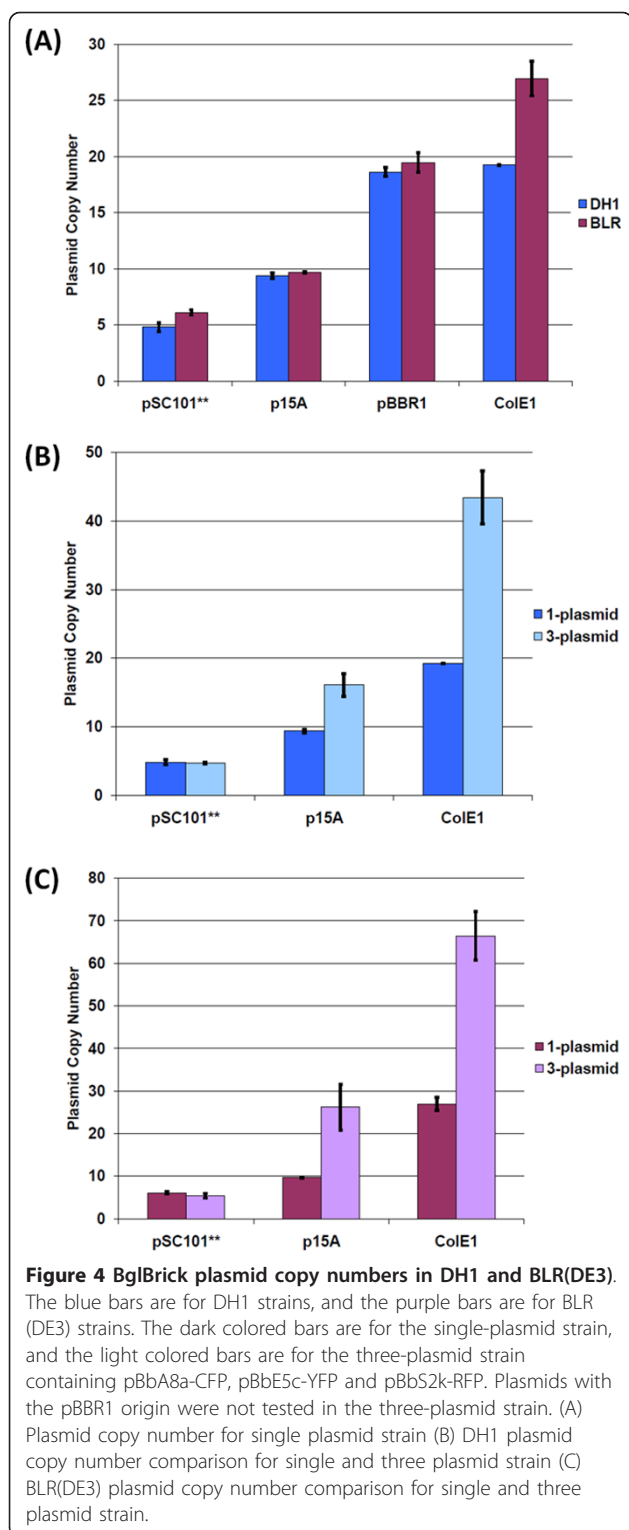 (A)
30
25
20
15
10
5
0
Plasmid Copy Number
pSC101** p15A pBBR1 ColE1
DH1
BLR
(B)
50
40
30
20
10
0
Plasmid Copy Number
pSC101** p15A ColE1
1-plasmid
3-plasmid
(C)
80
70
60
50
40
30
20
10
0
Plasmid Copy Number
pSC101** p15A ColE1
1-plasmid
3-plasmid
Figure 4 BglBrick plasmid copy numbers in DH1 and BLR(DE3).
The blue bars are for DH1 strains, and the purple bars are for BLR
(DE3) strains. The dark colored bars are for the single-plasmid strain,
and the light colored bars are for the three-plasmid strain
containing pBbA8a-CFP, pBbE5c-YFP and pBbS2k-RFP. Plasmids with
the pBBR1 origin were not tested in the three-plasmid strain. (A)
Plasmid copy number for single plasmid strain (B) DH1 plasmid
copy number comparison for single and three plasmid strain (C)
BLR(DE3) plasmid copy number comparison for single and three
plasmid strain.